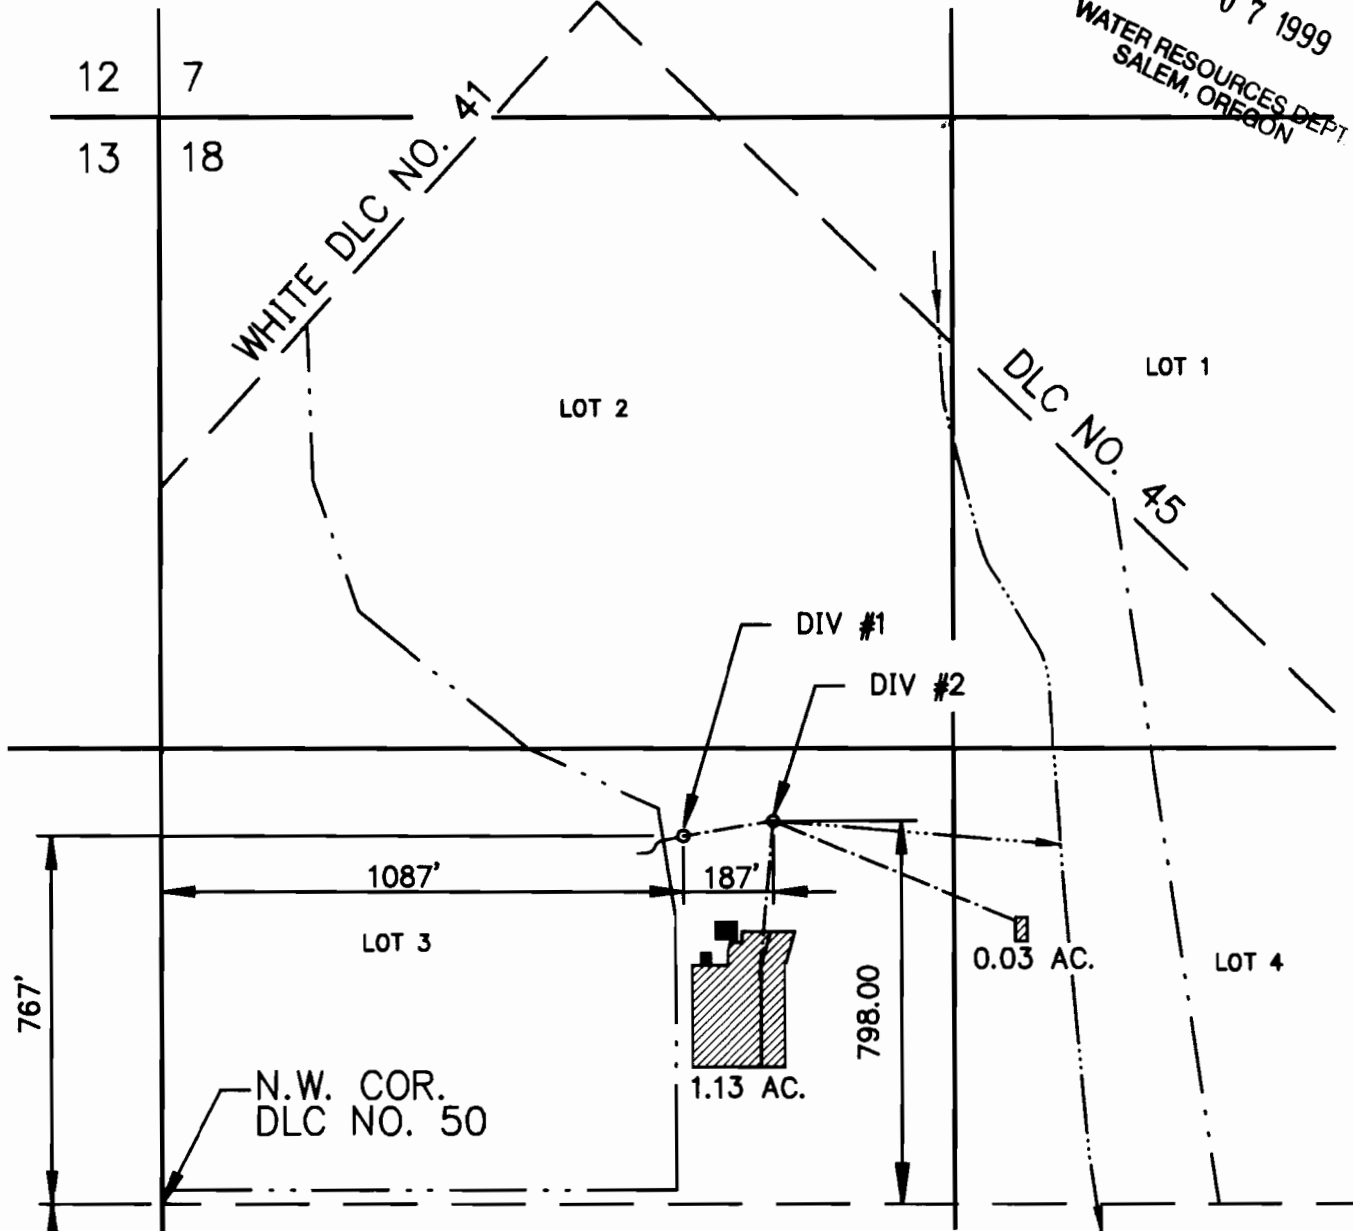 0 7 1999
WATER RESOURCES DEPT
SALEM, OREGON
12 7
13 18
WHITE DLC NO. 41
LOT 1
DLC NO. 45
LOT 2
DIV #1
DIV #2
1087'
187'
LOT 3
0.03 AC.
LOT 4
767'
798.00
N.W. COR.
DLC NO. 50
1.13 AC.